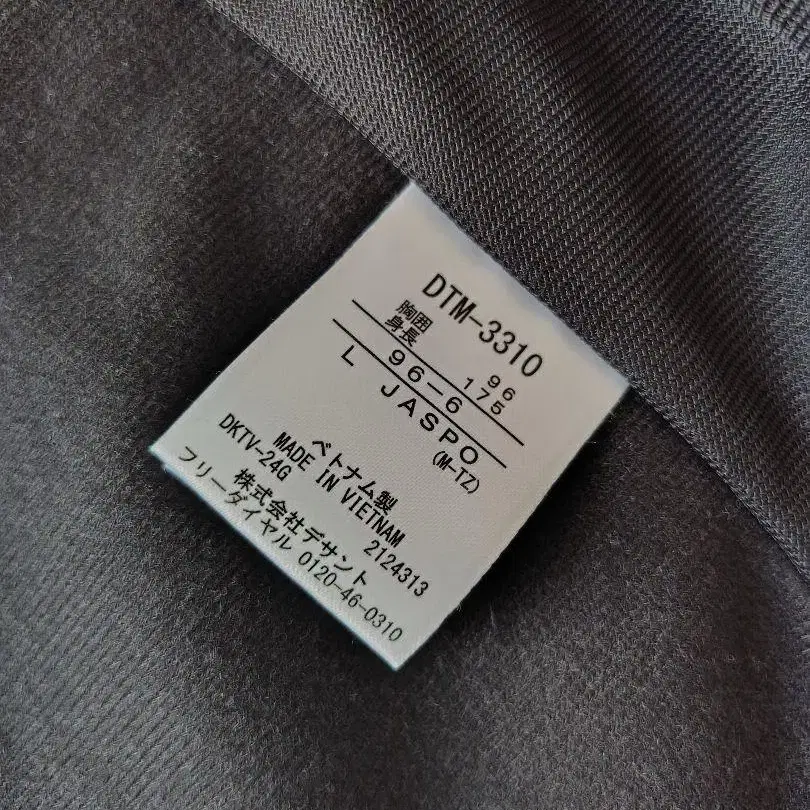 DTM-3310
胸囲 96
身長 175
96-6
L JASPO
(M-TZ)
ベトナム製
MADE IN VIETNAM
DKTV-24G 2124313
株式会社デサント
フリーダイヤル 0120-46-0310